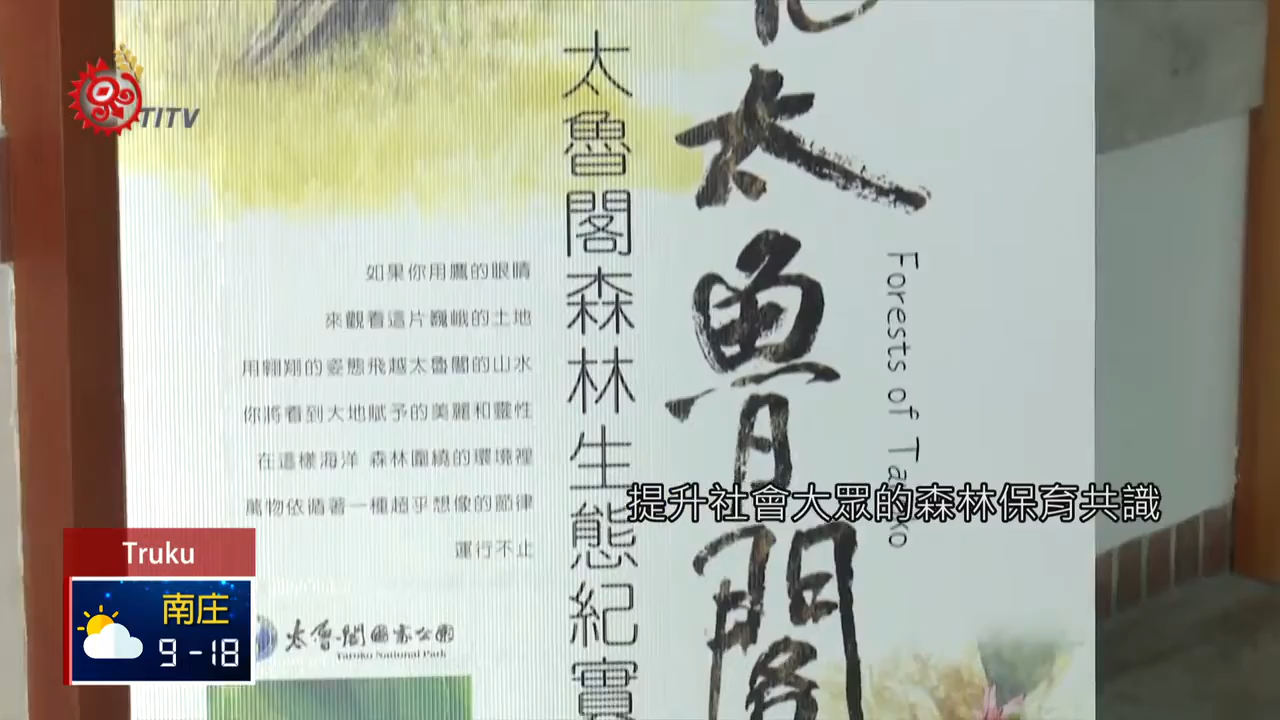 TITV
太魯閣
Forests of Ta
ko
太魯閣森林生態紀實
如果你用鷹的眼睛
來觀看這片巍峨的土地
用翱翔的姿態飛越太魯閣的山水
你將看到大地賦予的美麗和靈性
在這樣海洋 森林圍繞的環境裡
萬物依循著一種超乎想像的節律
運行不止
太魯閣國家公園
Taroko National Park
提升社會大眾的森林保育共識
Truku
南庄
9-18